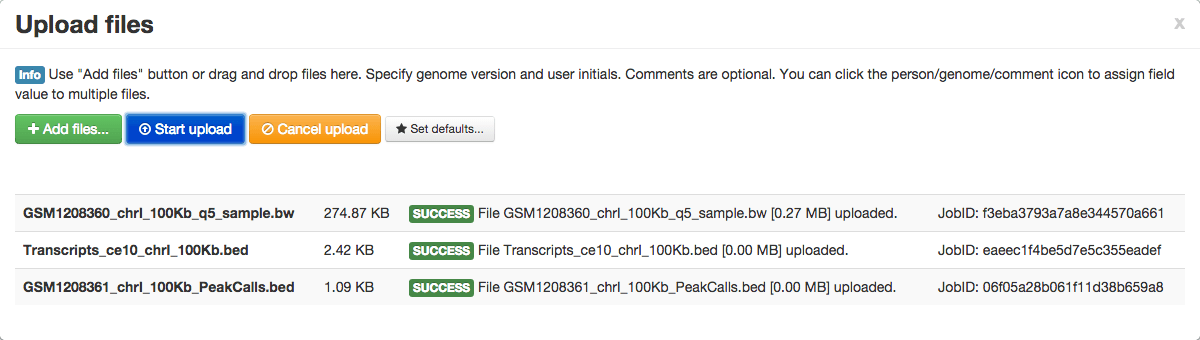 Upload files
x
Info Use "Add files" button or drag and drop files here. Specify genome version and user initials. Comments are optional. You can click the person/genome/comment icon to assign field
value to multiple files.
Add files... Start upload Cancel upload Set defaults...
GSM1208360_chrI_100Kb_q5_sample.bw 274.87 KB SUCCESS File GSM1208360_chrI_100Kb_q5_sample.bw [0.27 MB] uploaded. JobID: f3eba3793a7a8e344570a661
Transcripts_ce10_chrI_100Kb.bed 2.42 KB SUCCESS File Transcripts_ce10_chrI_100Kb.bed [0.00 MB] uploaded. JobID: eaeec1f4be5d7e5c355eadef
GSM1208361_chrI_100Kb_PeakCalls.bed 1.09 KB SUCCESS File GSM1208361_chrI_100Kb_PeakCalls.bed [0.00 MB] uploaded. JobID: 06f05a28b061f11d38b659a8